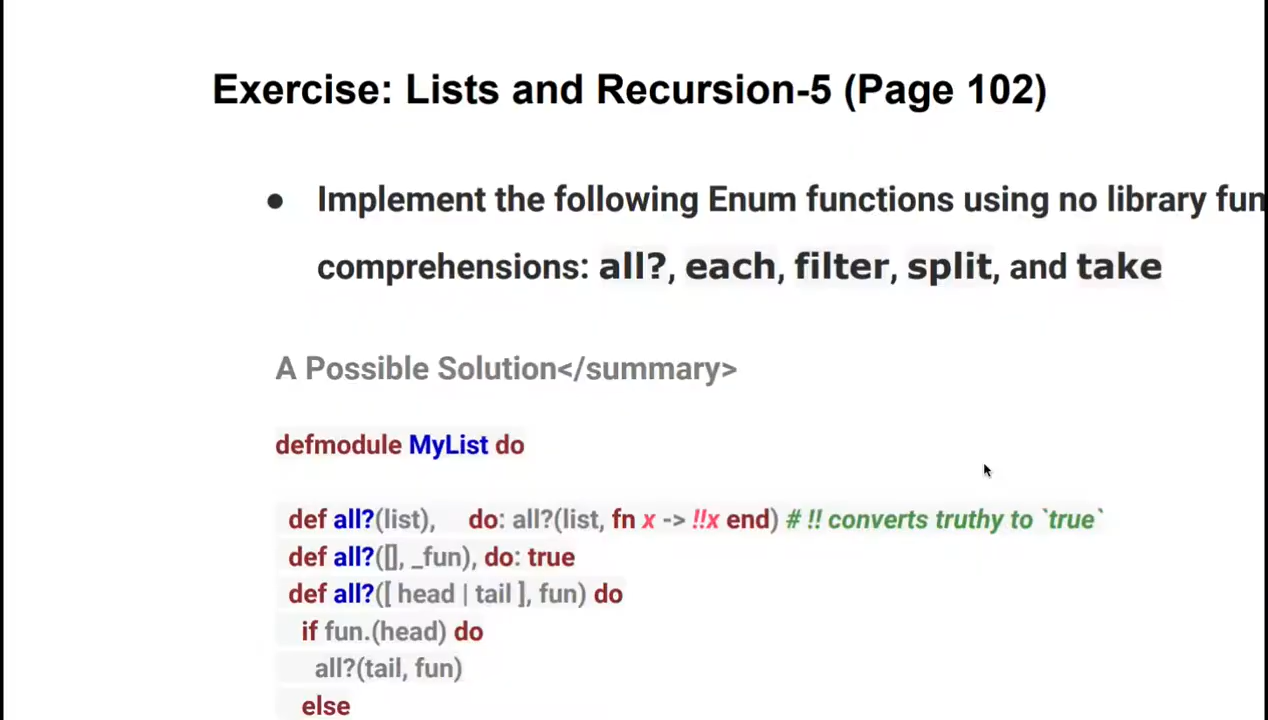 Exercise: Lists and Recursion-5 (Page 102)
● Implement the following Enum functions using no library fun
comprehensions: all?, each, filter, split, and take
A Possible Solution</summary>
defmodule MyList do
def all?(list), do: all?(list, fn x -> !!x end) # !! converts truthy to `true`
def all?([], _fun), do: true
def all?([ head | tail ], fun) do
if fun.(head) do
all?(tail, fun)
else